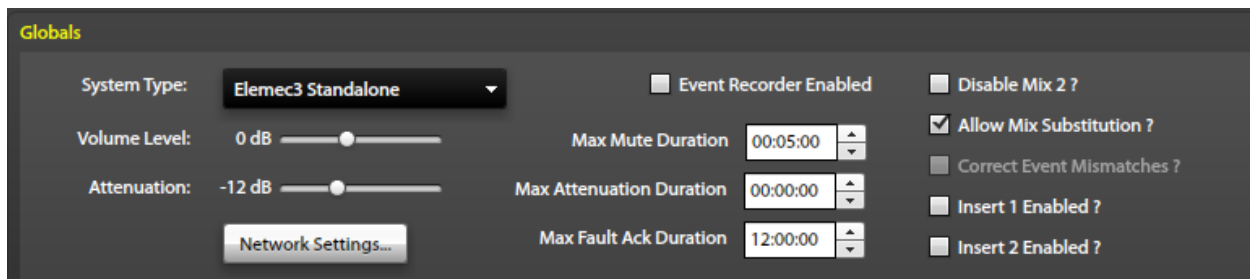 Globals
System Type: Elemec3 Standalone
Event Recorder Enabled
Disable Mix 2 ?
Volume Level: 0 dB
Max Mute Duration 00:05:00
Allow Mix Substitution ?
Correct Event Mismatches ?
Attenuation: -12 dB
Max Attenuation Duration 00:00:00
Insert 1 Enabled ?
Network Settings...
Max Fault Ack Duration 12:00:00
Insert 2 Enabled ?